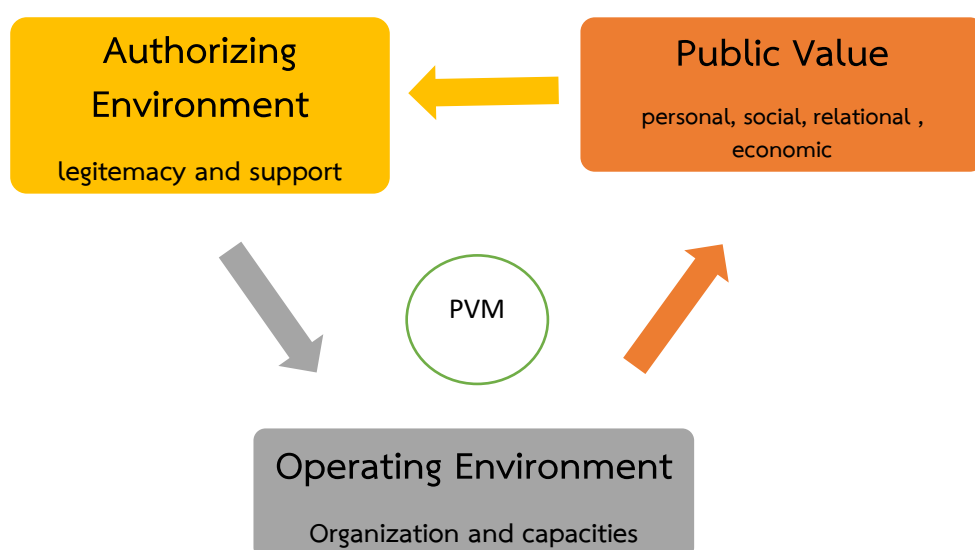 Authorizing
Environment
legitemacy and support
Public Value
personal, social, relational ,
economic
PVM
Operating Environment
Organization and capacities